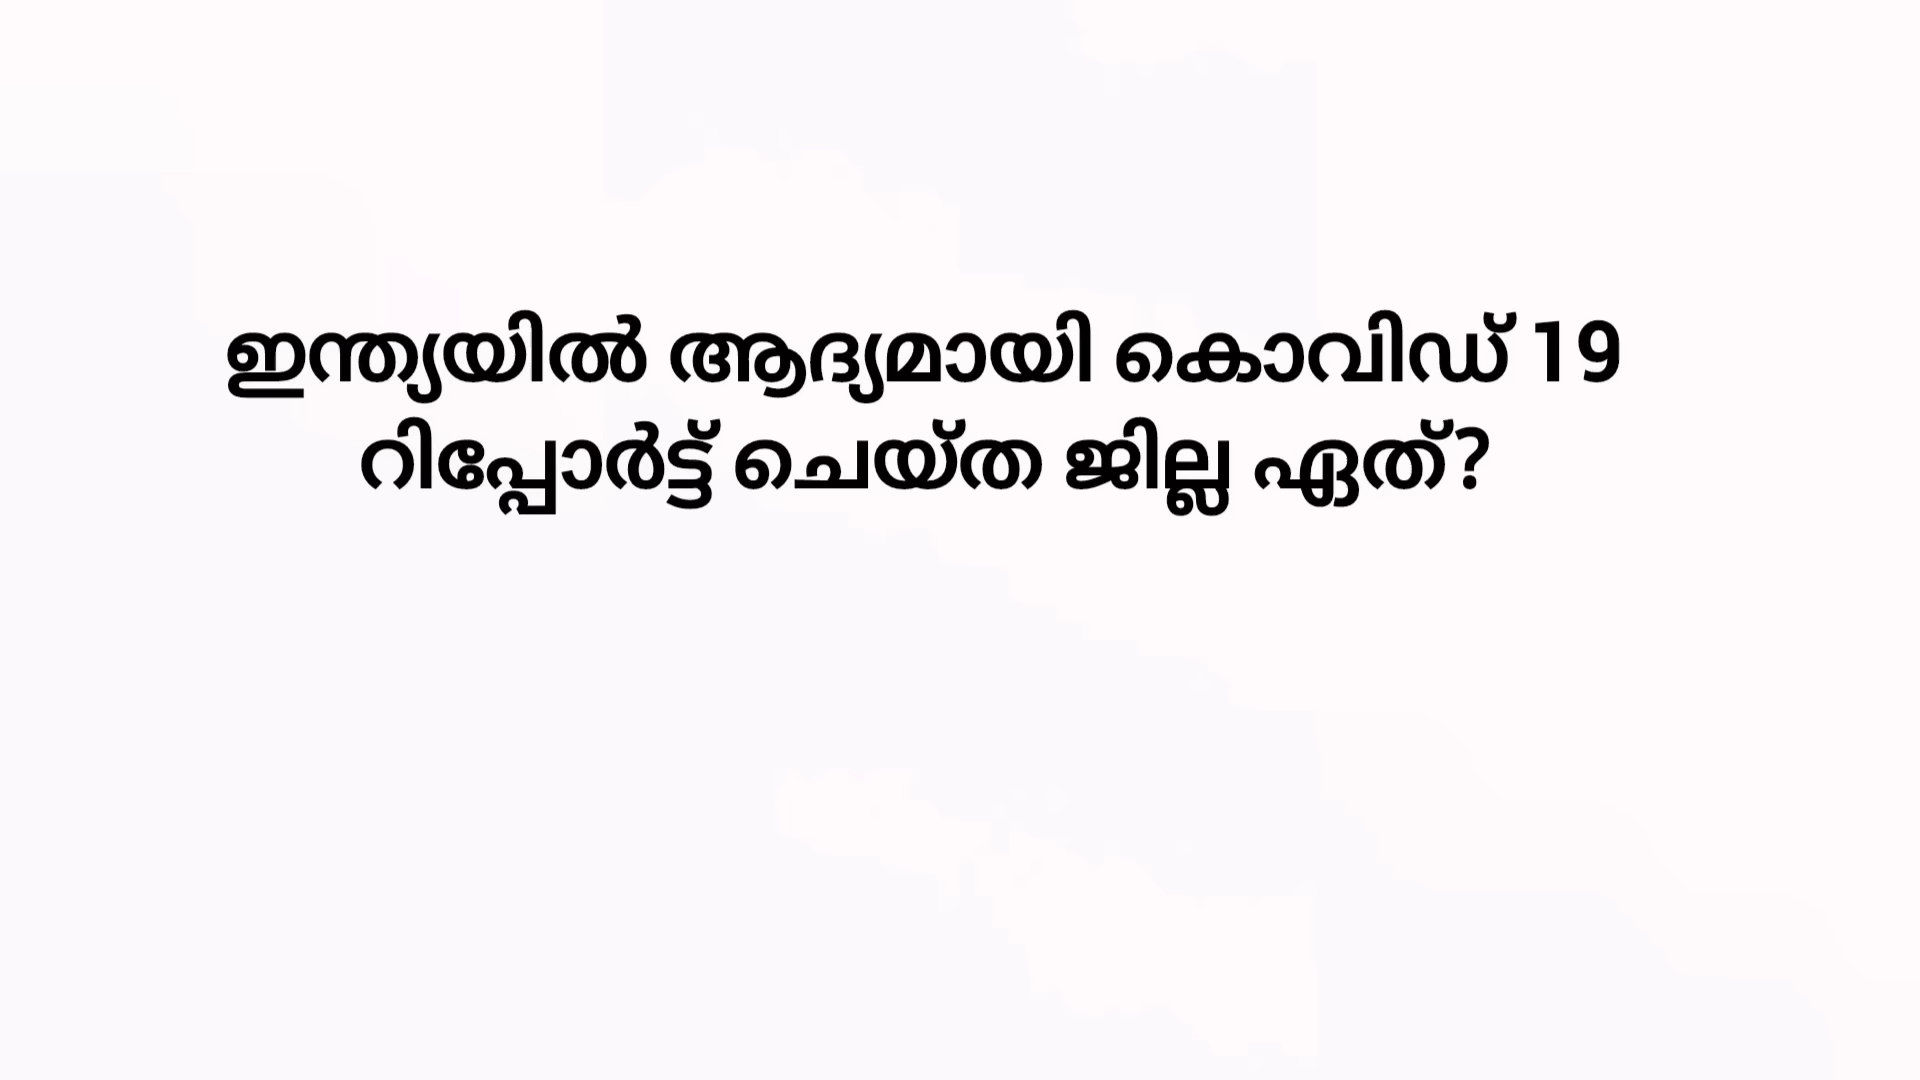 ഇന്ത്യയിൽ ആദ്യമായി കൊവിഡ് 19
റിപ്പോർട്ട് ചെയ്ത ജില്ല ഏത്?